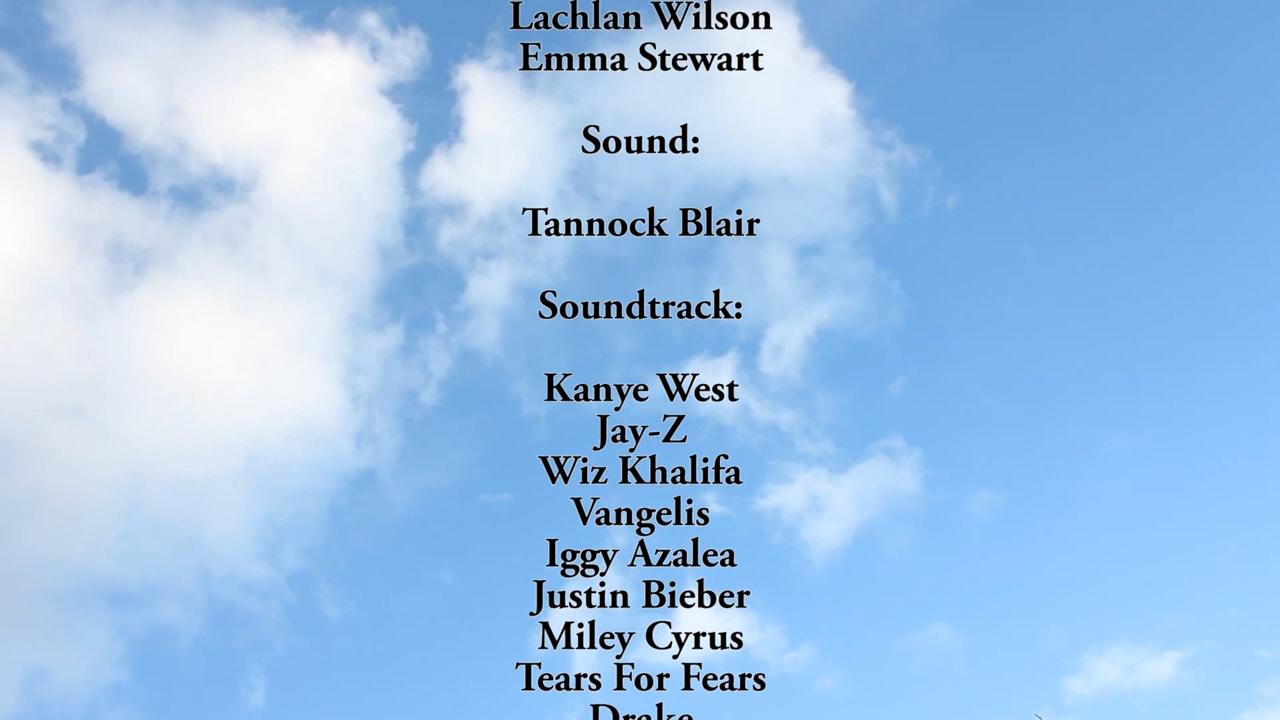 Lachlan Wilson
Emma Stewart
Sound:
Tannock Blair
Soundtrack:
Kanye West
Jay-Z
Wiz Khalifa
Vangelis
Iggy Azalea
Justin Bieber
Miley Cyrus
Tears For Fears
Drake